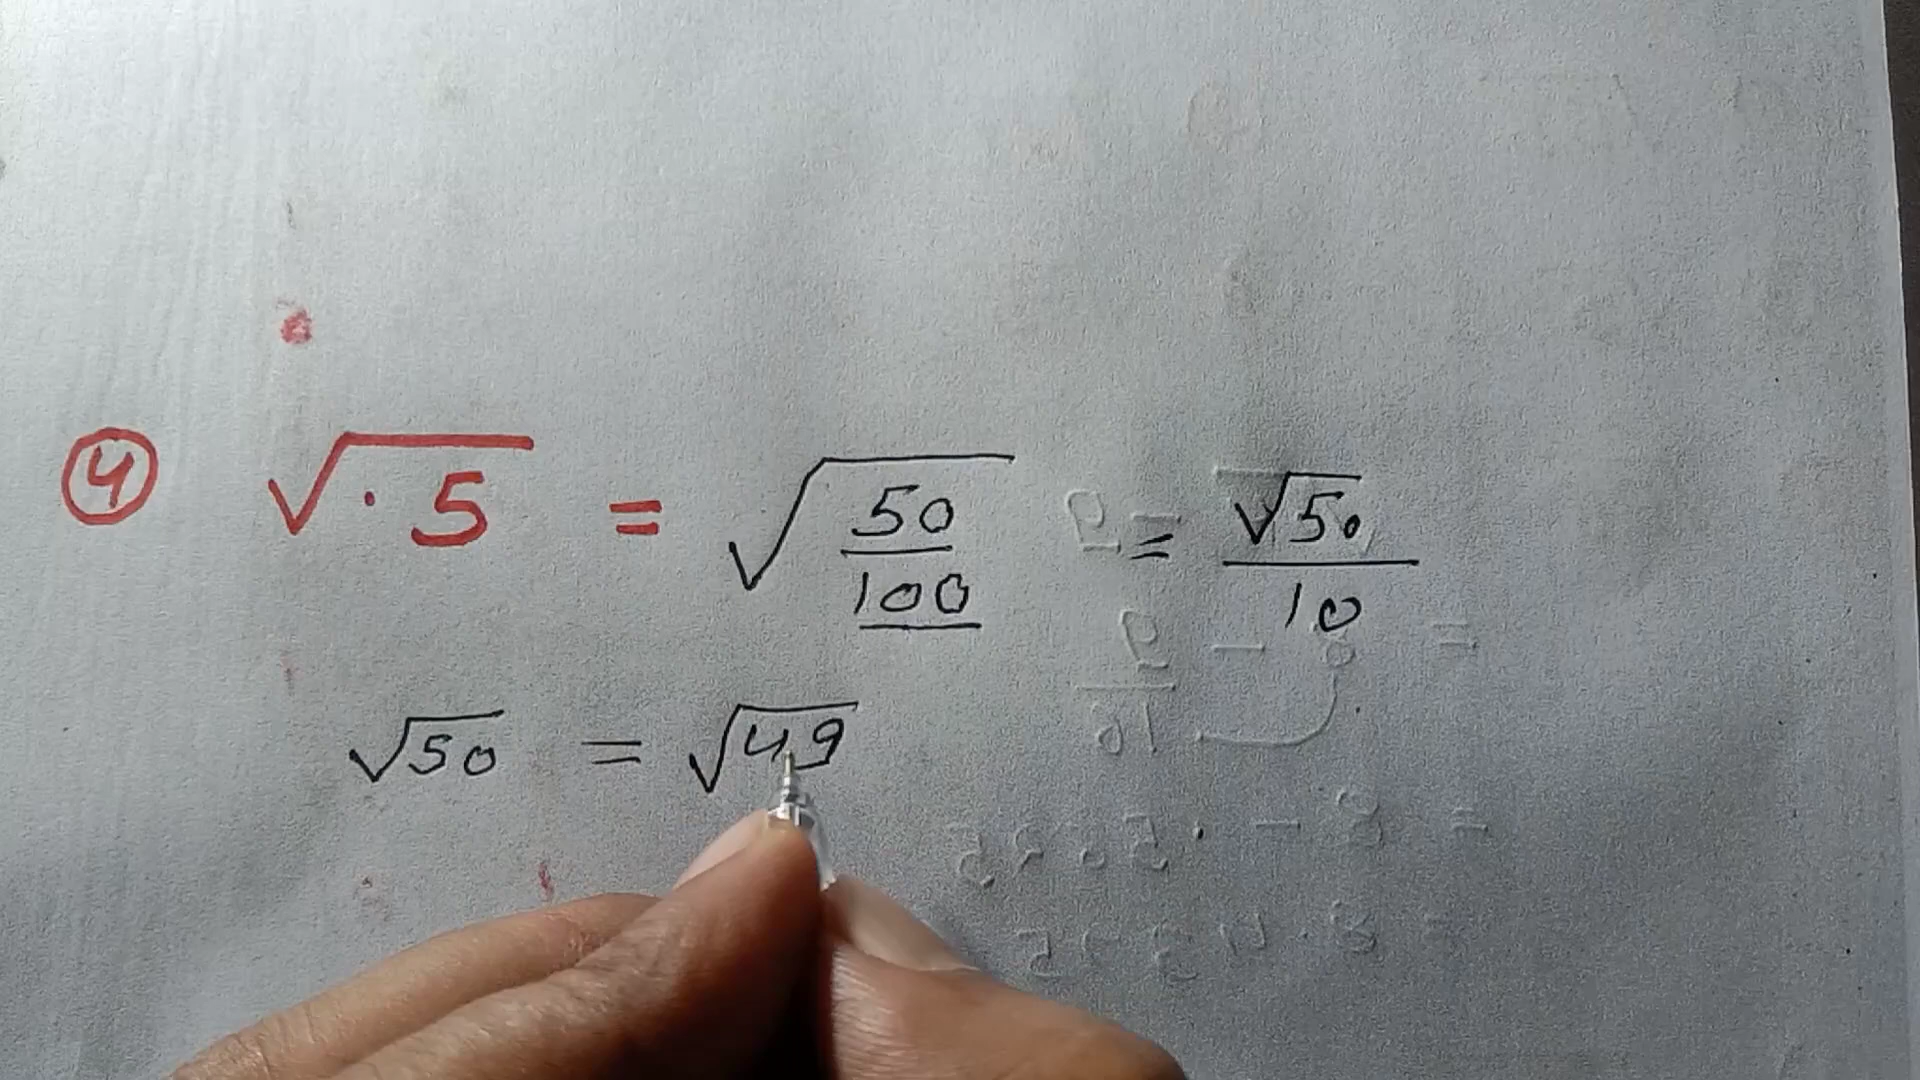 ④ √.5 = √50/100 = √50/10
√50 = √49